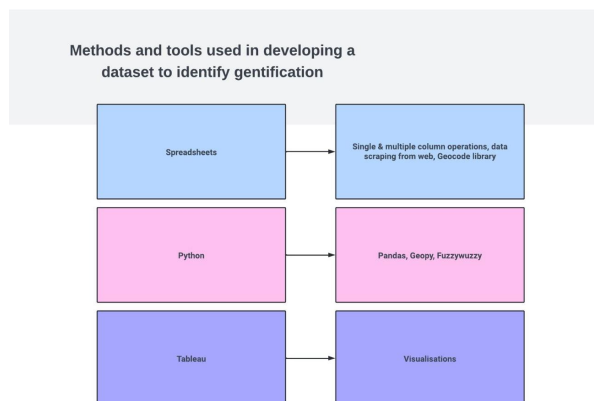 Methods and tools used in developing a
dataset to identify gentification
Spreadsheets
Single & multiple column operations, data
scraping from web, Geocode library
Python
Pandas, Geopy, Fuzzywuzzy
Tableau
Visualisations